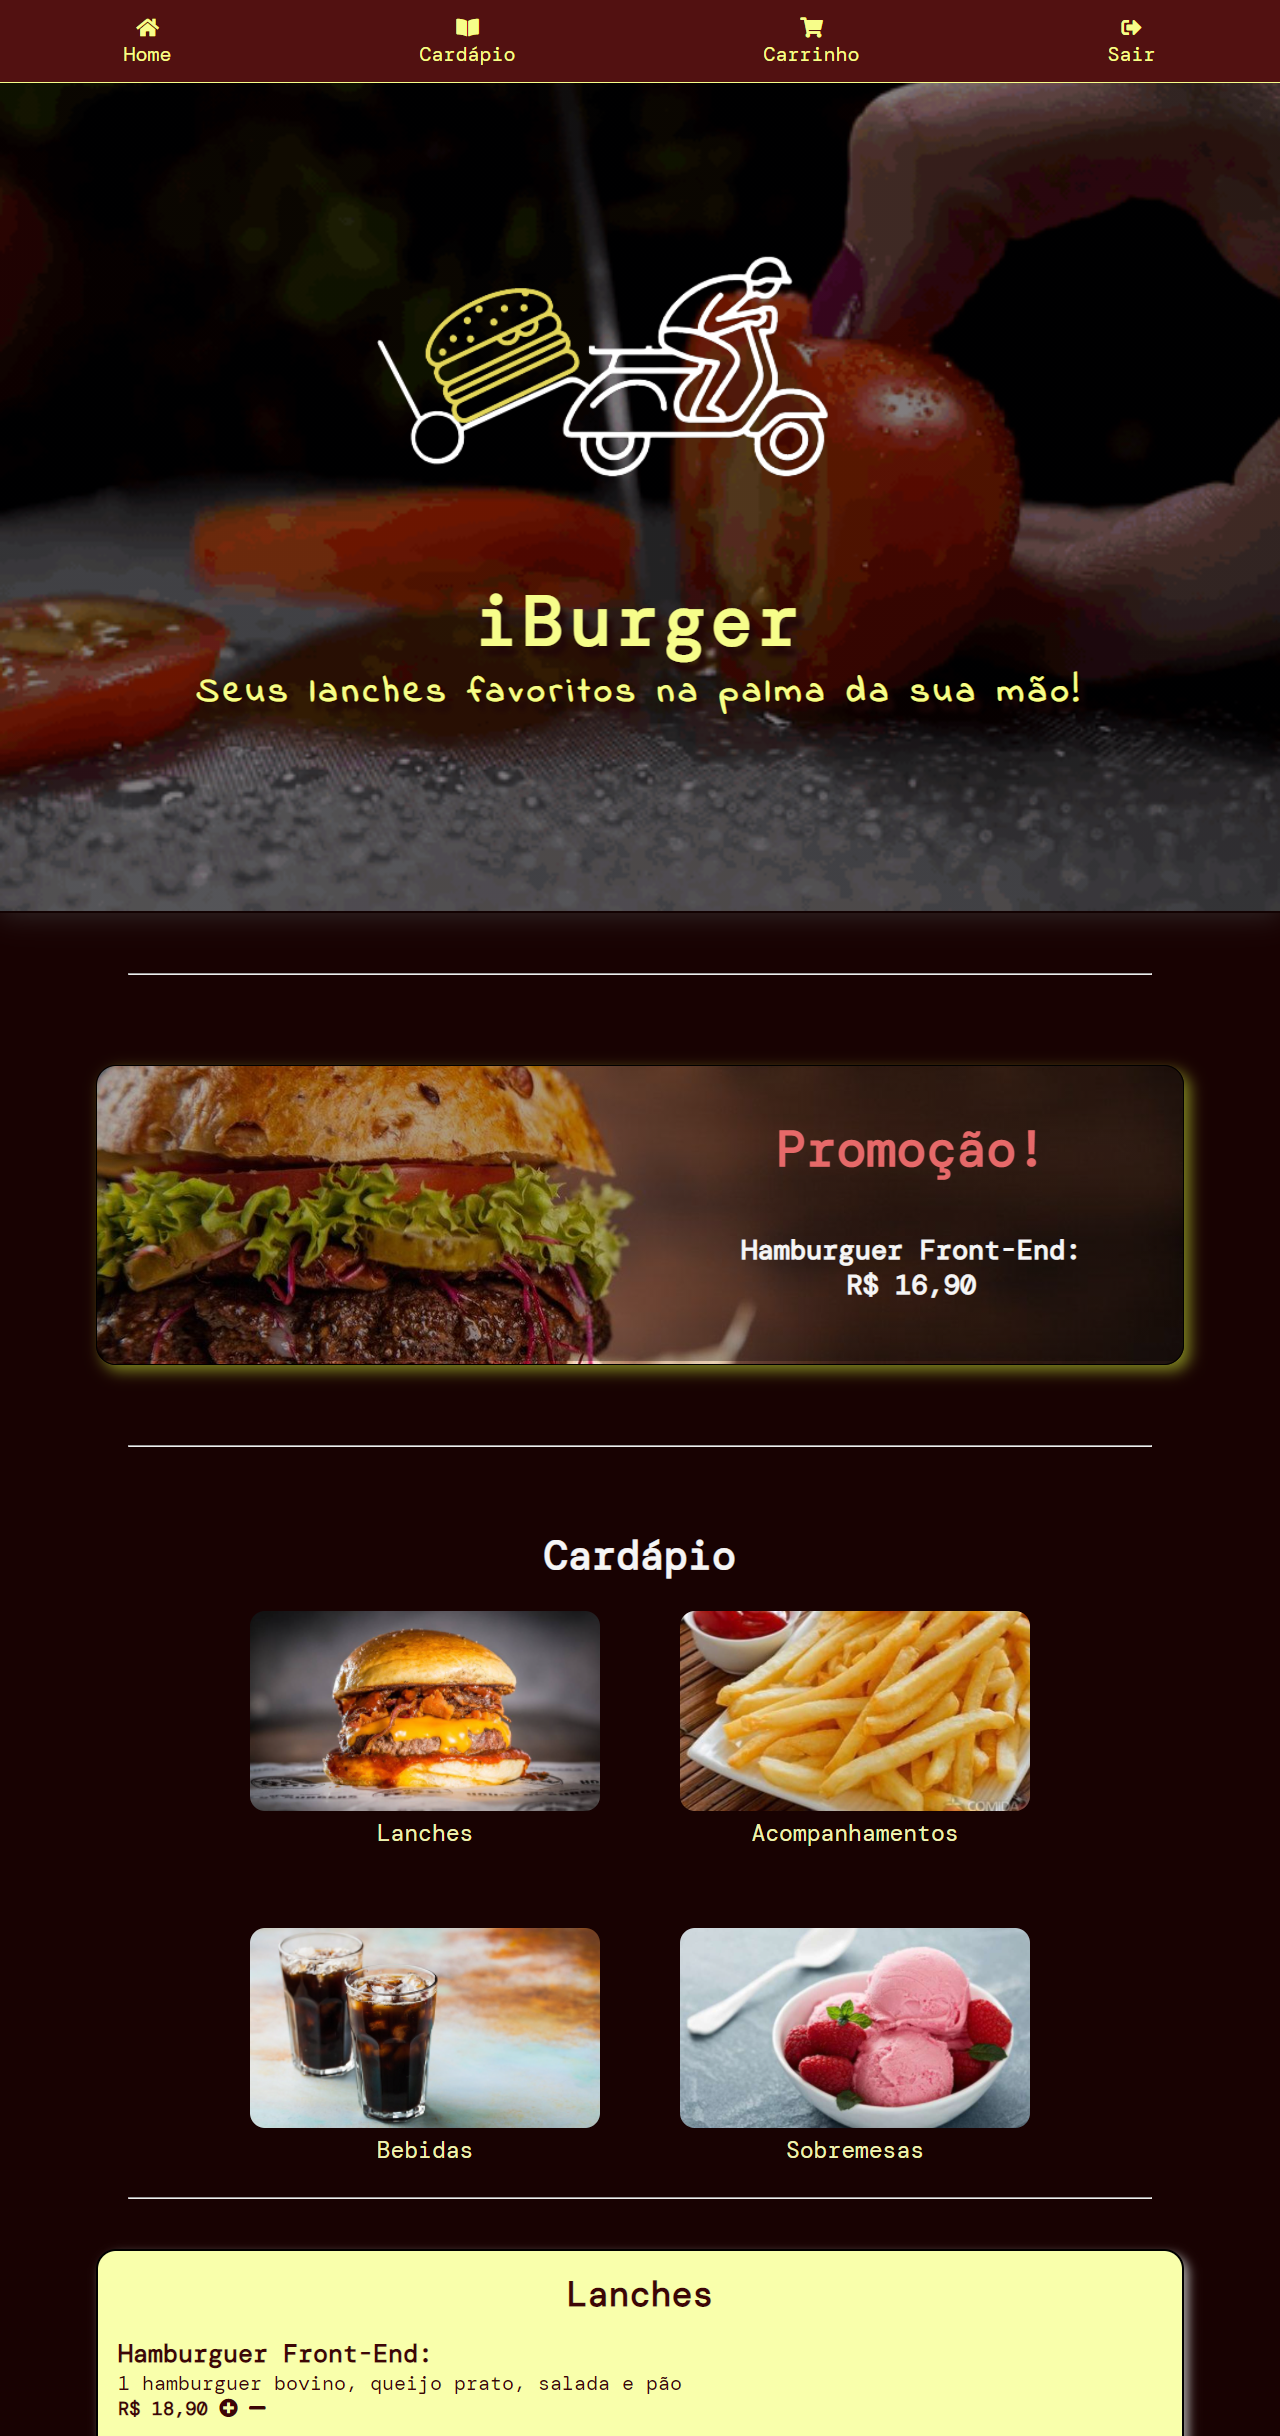 Home
Cardápio
Carrinho
Sair
iBurger
Seus lanches favoritos na palma da sua mão!
Promoção!
Hamburguer Front-End:
R$ 16,90
Cardápio
COMIDA
Lanches
Acompanhamentos
Bebidas
Sobremesas
Lanches
Hamburguer Front-End:
1 hamburguer bovino, queijo prato, salada e pão
R$ 18,90